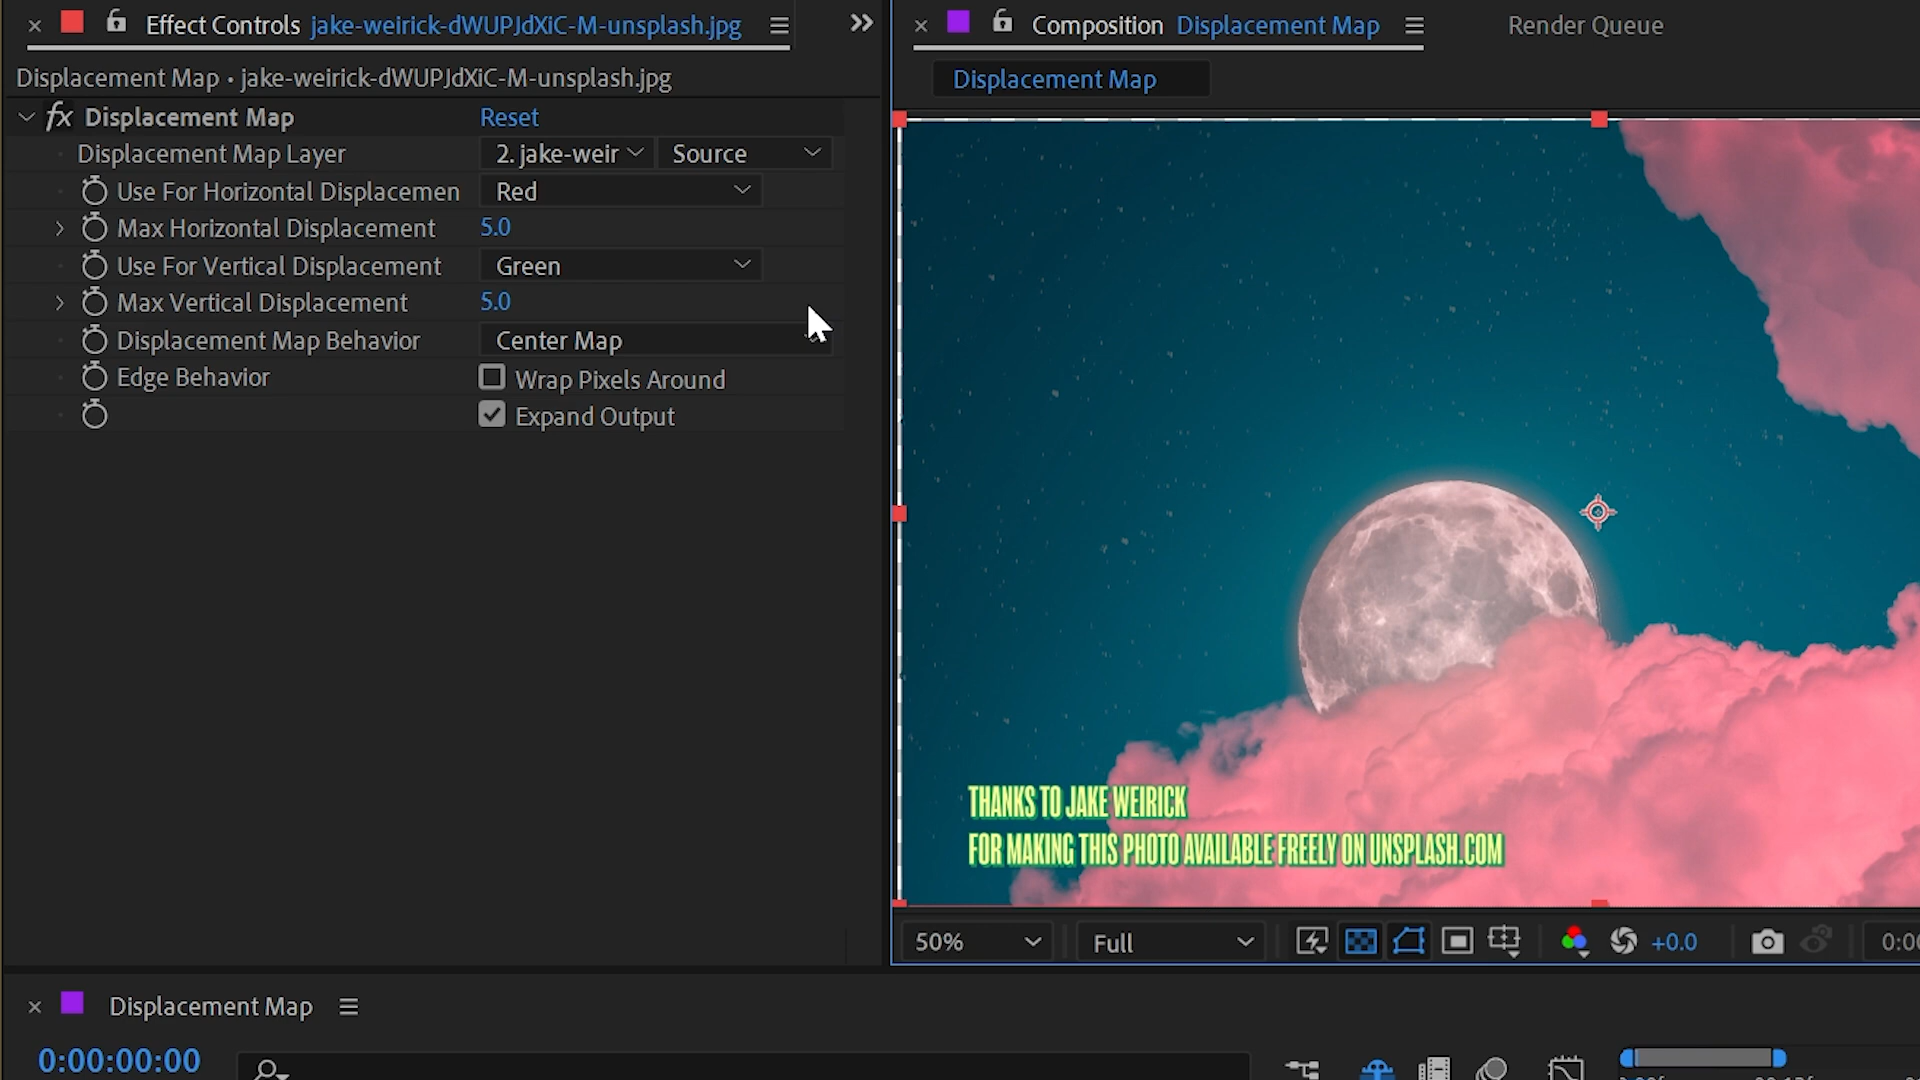 Effect Controls jake-weirick-dWUPJdXiC-M-unsplash.jpg
Displacement Map • jake-weirick-dWUPJdXiC-M-unsplash.jpg
fx Displacement Map Reset
Displacement Map Layer 2. jake-weir Source
Use For Horizontal Displacemen Red
Max Horizontal Displacement 5.0
Use For Vertical Displacement Green
Max Vertical Displacement 5.0
Displacement Map Behavior Center Map
Edge Behavior Wrap Pixels Around
Expand Output
Composition Displacement Map Render Queue
Displacement Map
THANKS TO JAKE WEIRICK
FOR MAKING THIS PHOTO AVAILABLE FREELY ON UNSPLASH.COM
50% Full +0.0
Displacement Map
0:00:00:00